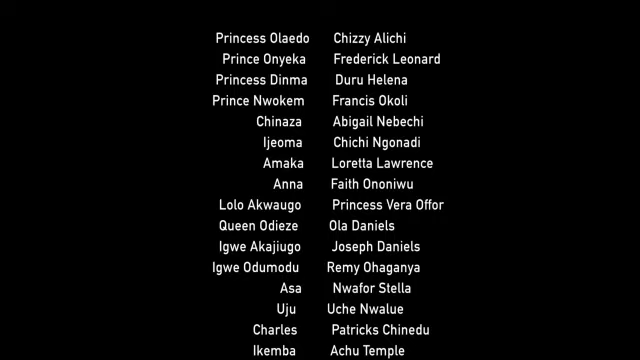 Princess Olaedo Chizzy Alichi
Prince Onyeka Frederick Leonard
Princess Dinma Duru Helena
Prince Nwokem Francis Okoli
Chinaza Abigail Nebechi
Ijeoma Chichi Ngonadi
Amaka Loretta Lawrence
Anna Faith Ononiwu
Lolo Akwaugo Princess Vera Offor
Queen Odieze Ola Daniels
Igwe Akajiugo Joseph Daniels
Igwe Odumodu Remy Ohaganya
Asa Nwafor Stella
Uju Uche Nwalue
Charles Patricks Chinedu
Ikemba Achu Temple